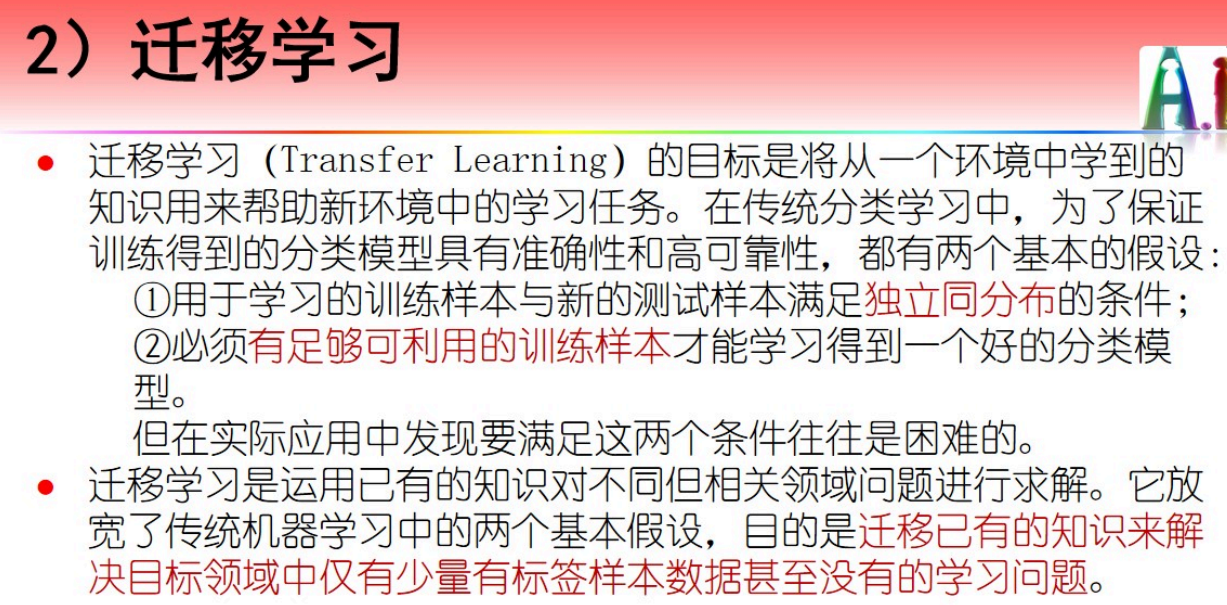 2）迁移学习
A.
迁移学习（Transfer Learning）的目标是将从一个环境中学到的
知识用来帮助新环境中的学习任务。在传统分类学习中，为了保证
训练得到的分类模型具有准确性和高可靠性，都有两个基本的假设：
①用于学习的训练样本与新的测试样本满足独立同分布的条件；
②必须有足够可利用的训练样本才能学习得到一个好的分类模
型。
但在实际应用中发现要满足这两个条件往往是困难的。
迁移学习是运用已有的知识对不同但相关领域问题进行求解。它放
宽了传统机器学习中的两个基本假设，目的是迁移已有的知识来解
决目标领域中仅有少量有标签样本数据甚至没有的学习问题。